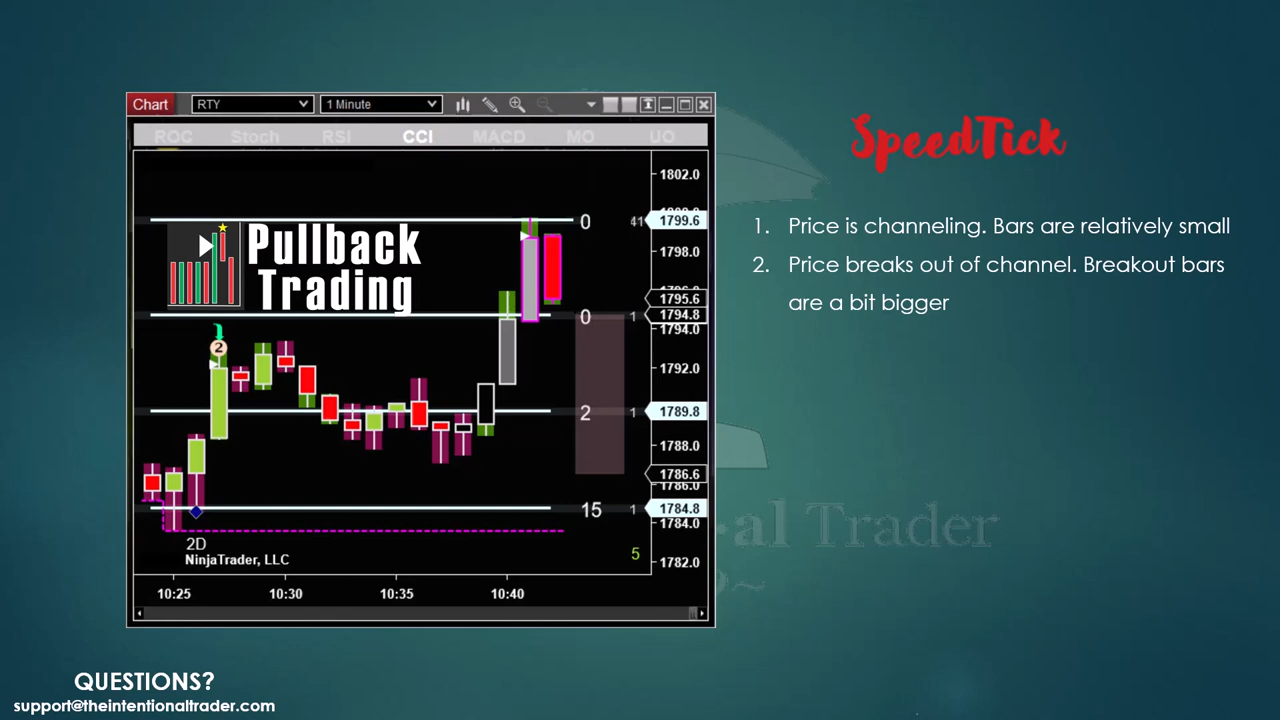 Chart
RTY
1 Minute
ROC Stoch RSI CCI MACD MO UO
SpeedTick
1. Price is channeling. Bars are relatively small
2. Price breaks out of channel. Breakout bars
are a bit bigger
Pullback
Trading
2
1802.0
0 41 1799.6
1798.0
1795.6
0 1 1794.8
1794.0
1792.0
2 1 1789.8
1788.0
1786.6
1786.0
15 1 1784.8
1784.0
1782.0
5
2D
NinjaTrader, LLC
10:25 10:30 10:35 10:40
al Trader
QUESTIONS?
support@theintentionaltrader.com